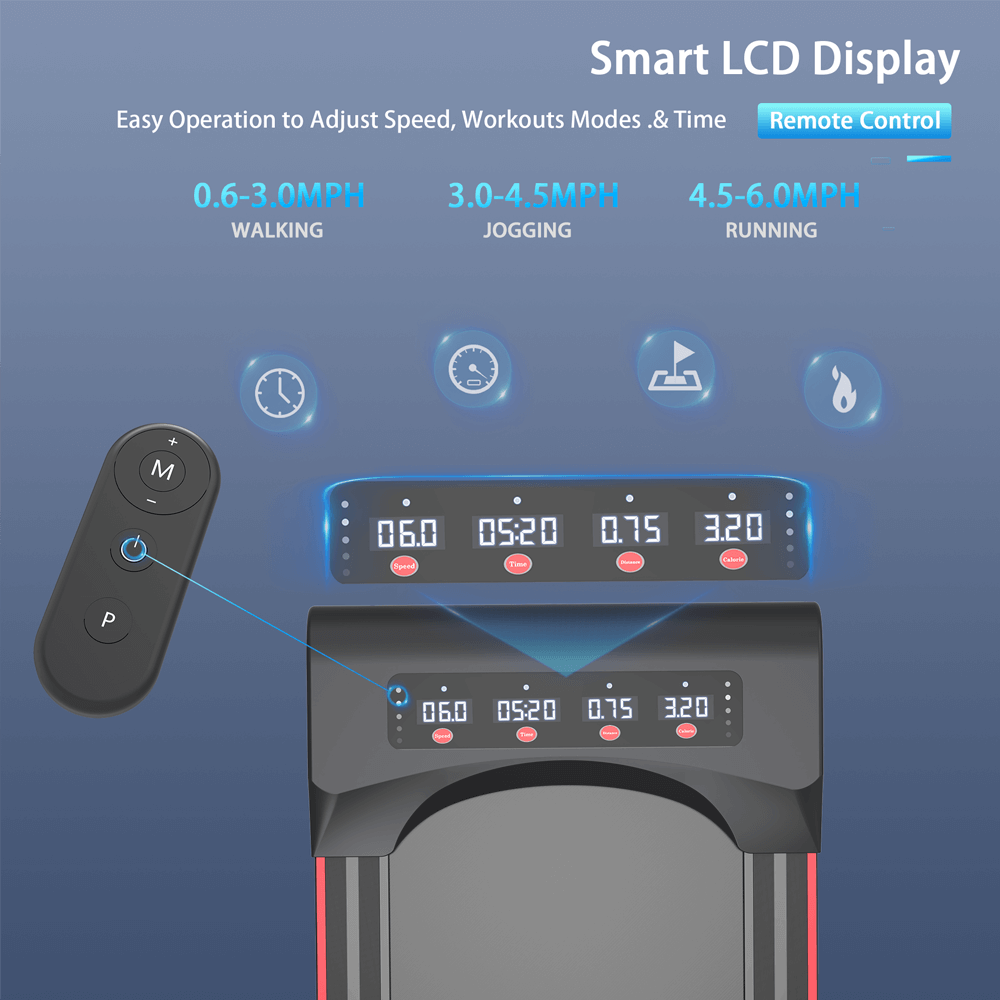 Smart LCD Display
Easy Operation to Adjust Speed, Workouts Modes .& Time
Remote Control
0.6-3.0MPH 3.0-4.5MPH 4.5-6.0MPH
WALKING JOGGING RUNNING
+
M
−
P
06.0 05:20 0.75 3.20
Speed Time Distance Calorie
06.0 05:20 0.75 3.20
Speed Time Distance Calorie